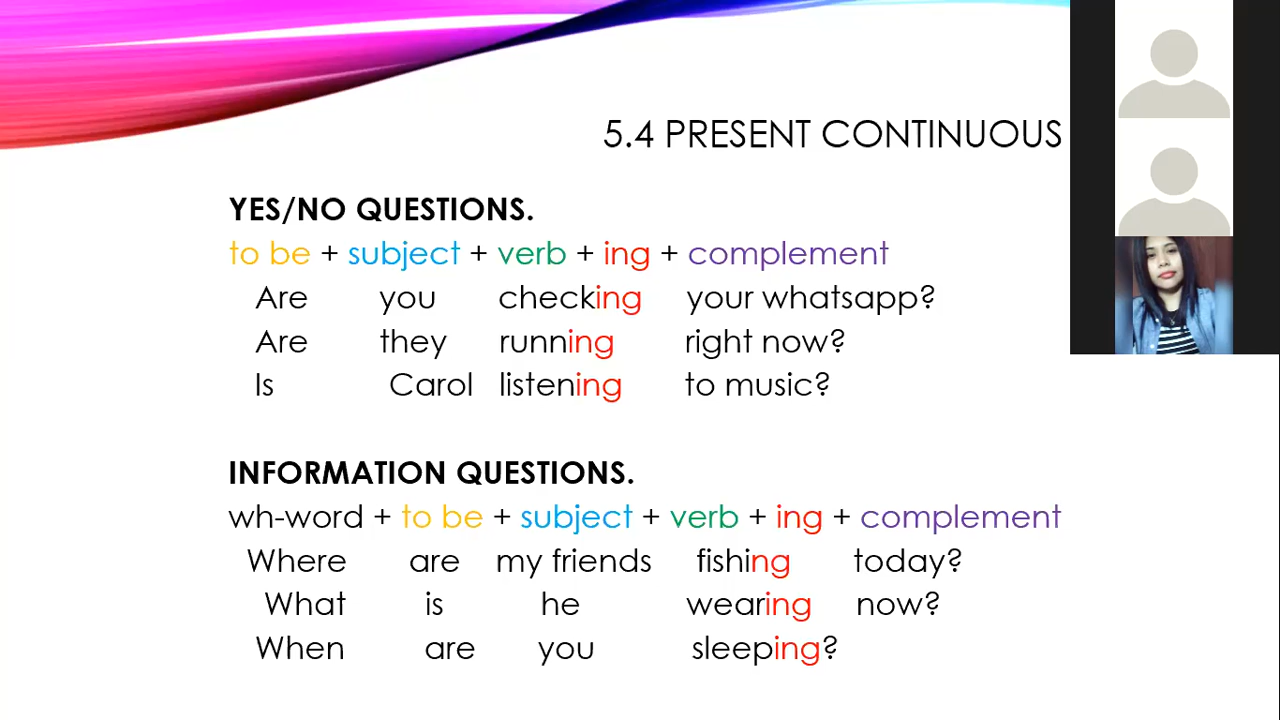 5.4 PRESENT CONTINUOUS
YES/NO QUESTIONS.
to be + subject + verb + ing + complement
Are you checking your whatsapp?
Are they running right now?
Is Carol listening to music?
INFORMATION QUESTIONS.
wh-word + to be + subject + verb + ing + complement
Where are my friends fishing today?
What is he wearing now?
When are you sleeping?